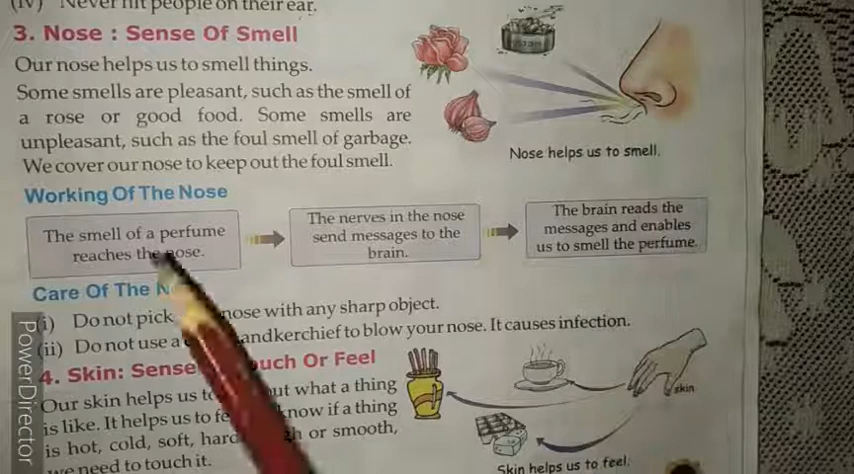 (iv) Never hit people on their ear.
3. Nose : Sense Of Smell
Our nose helps us to smell things.
Some smells are pleasant, such as the smell of
a rose or good food. Some smells are
unpleasant, such as the foul smell of garbage.
We cover our nose to keep out the foul smell.
Nose helps us to smell.
Working Of The Nose
The smell of a perfume
reaches the nose.
The nerves in the nose
send messages to the
brain.
The brain reads the
messages and enables
us to smell the perfume.
Care Of The
i) Do not pick nose with any sharp object.
(ii) Do not use a handkerchief to blow your nose. It causes infection.
4. Skin: Sense Touch Or Feel
Our skin helps us to what a thing
is like. It helps us to know if a thing
is hot, cold, soft, hard or smooth,
we need to touch it.
skin
Skin helps us to feel.
PowerDirector